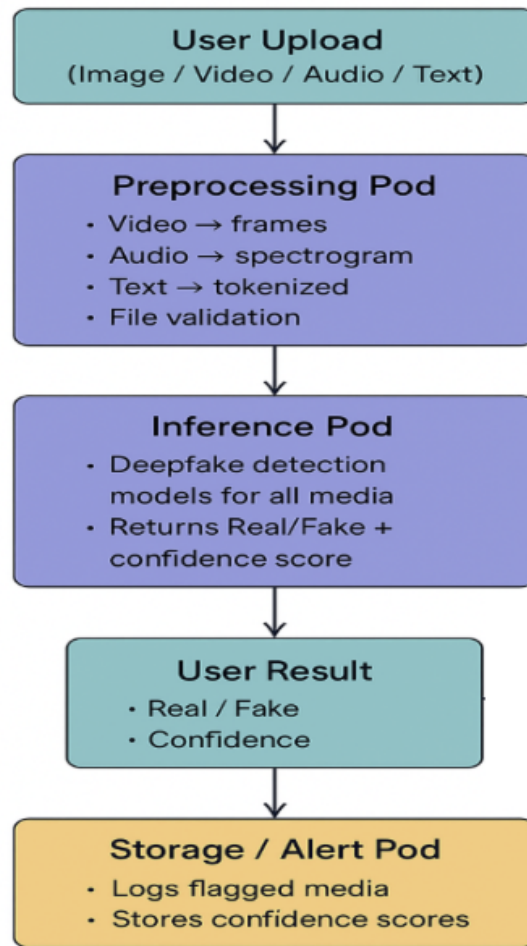 User Upload
(Image / Video / Audio / Text)
Preprocessing Pod
• Video → frames
• Audio → spectrogram
• Text → tokenized
• File validation
Inference Pod
• Deepfake detection
models for all media
• Returns Real/Fake +
confidence score
User Result
• Real / Fake
• Confidence
Storage / Alert Pod
• Logs flagged media
• Stores confidence scores